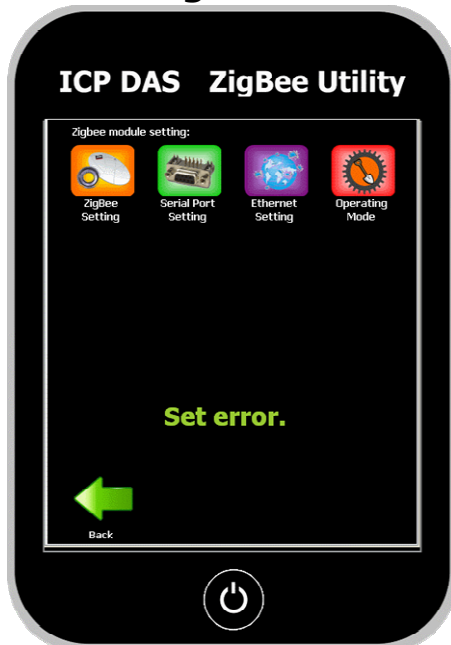 ICP DAS ZigBee Utility
Zigbee module setting:
ZigBee Setting
Serial Port Setting
Ethernet Setting
Operating Mode
Set error.
Back